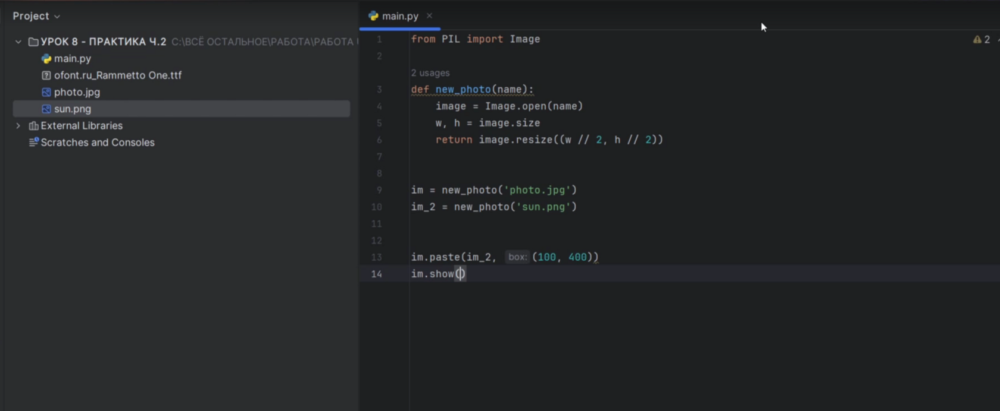 Project
УРОК 8 - ПРАКТИКА Ч.2 C:\ВСЁ ОСТАЛЬНОЕ\РАБОТА\РАБОТА
main.py
ofont.ru_Rammetto One.ttf
photo.jpg
sun.png
External Libraries
Scratches and Consoles
main.py
2
1 from PIL import Image
2
2 usages
3 def new_photo(name):
4 image = Image.open(name)
5 w, h = image.size
6 return image.resize((w // 2, h // 2))
7
8
9 im = new_photo('photo.jpg')
10 im_2 = new_photo('sun.png')
11
12
13 im.paste(im_2, box: (100, 400))
14 im.show()